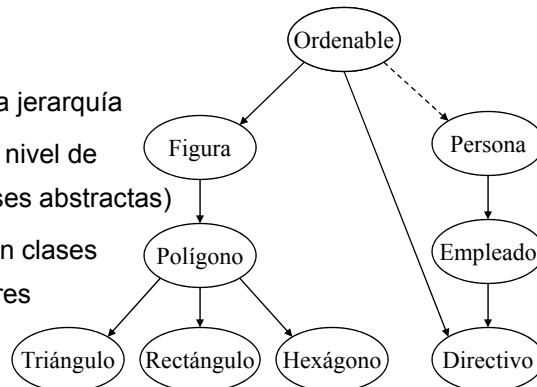 Ordenable
a jerarquía
nivel de
ses abstractas)
n clases
res
Figura
Persona
Polígono
Empleado
Triángulo
Rectángulo
Hexágono
Directivo